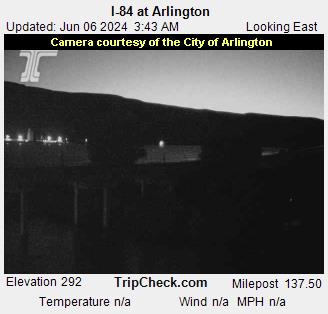 I-84 at Arlington
Updated: Jun 06 2024 3:43 AM Looking East
Camera courtesy of the City of Arlington
Elevation 292 TripCheck.com Milepost 137.50
Temperature n/a Wind n/a MPH n/a